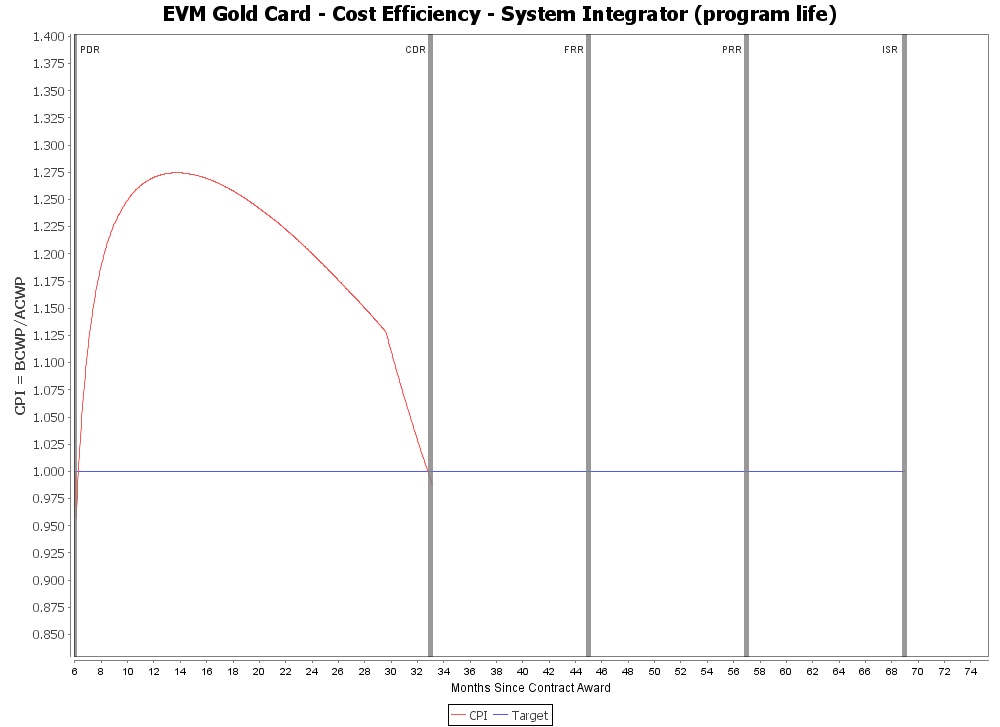 EVM Gold Card - Cost Efficiency - System Integrator (program life)
PDR
CDR
FRR
PRR
ISR
1.400
1.375
1.350
1.325
1.300
1.275
1.250
1.225
1.200
1.175
1.150
1.125
1.100
1.075
1.050
1.025
1.000
0.975
0.950
0.925
0.900
0.875
0.850
CPI = BCWP/ACWP
6 8 10 12 14 16 18 20 22 24 26 28 30 32 34 36 38 40 42 44 46 48 50 52 54 56 58 60 62 64 66 68 70 72 74
Months Since Contract Award
CPI Target